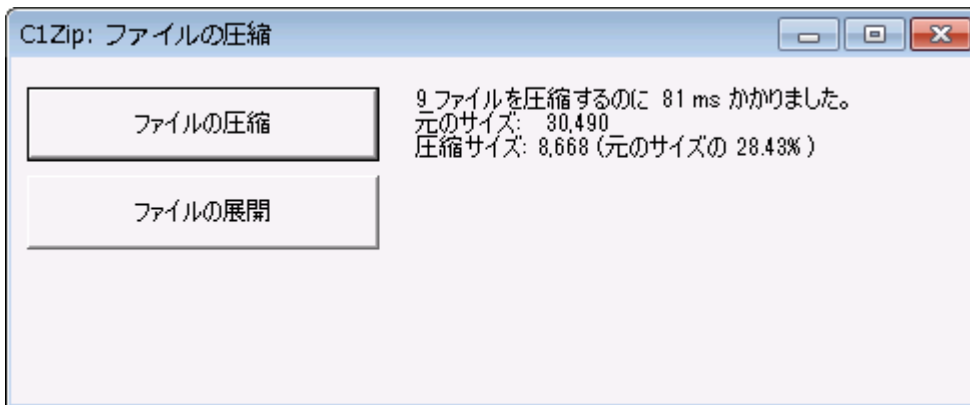 C1Zip: ファイルの圧縮
ファイルの圧縮
ファイルの展開
9 ファイルを圧縮するのに 81 ms かかりました。
元のサイズ: 30,490
圧縮サイズ: 8,668 (元のサイズの 28.43% )